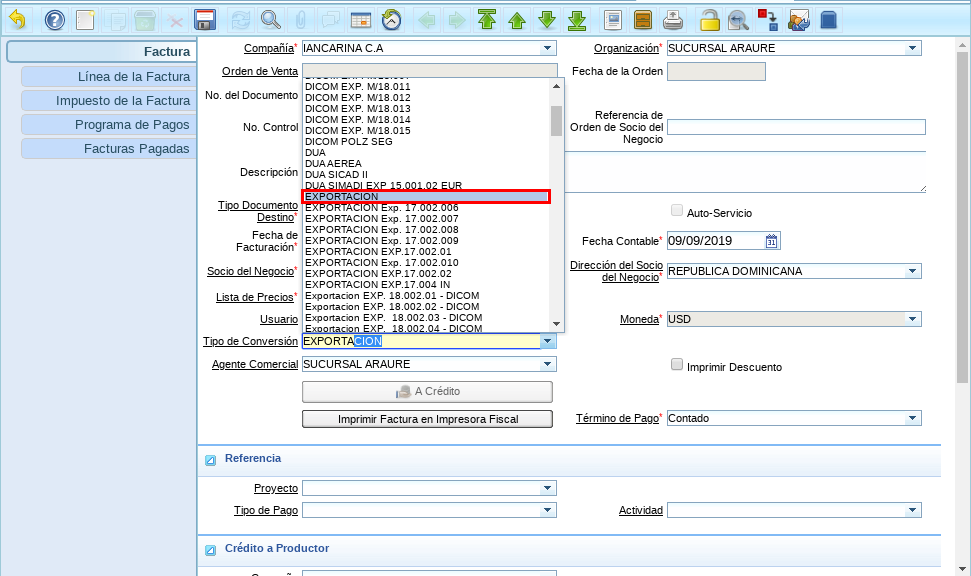 Factura
Línea de la Factura
Impuesto de la Factura
Programa de Pagos
Facturas Pagadas
Compañía* IANCARINA C.A
Organización* SUCURSAL ARAURE
Orden de Venta
Fecha de la Orden
No. del Documento
No. Control
Referencia de
Orden de Socio del
Negocio
Descripción
DICOM EXP. M/18.011
DICOM EXP. M/18.012
DICOM EXP. M/18.013
DICOM EXP. M/18.014
DICOM EXP. M/18.015
DICOM POLZ SEG
DUA
DUA AEREA
DUA SICAD II
DUA SIMADI EXP 15.001.02 EUR
EXPORTACION
EXPORTACION Exp. 17.002.006
EXPORTACION Exp. 17.002.007
EXPORTACION EXP. 17.002.008
EXPORTACION EXP. 17.002.009
EXPORTACION EXP.17.002.01
EXPORTACION Exp. 17.002.010
EXPORTACION EXP.17.002.02
EXPORTACION EXP.17.004 IN
Exportacion EXP. 18.002.01 - DICOM
Exportacion EXP. 18.002.02 - DICOM
Exportacion EXP. 18.002.03 - DICOM
Exportacion EXP. 18.002.04 - DICOM
Tipo Documento
Destino*
Auto-Servicio
Fecha de
Facturación*
Fecha Contable* 09/09/2019
31
Socio del Negocio*
Dirección del Socio
del Negocio* REPUBLICA DOMINICANA
Lista de Precios*
Usuario
Moneda* USD
Tipo de Conversión EXPORTACION
Agente Comercial SUCURSAL ARAURE
Imprimir Descuento
A Crédito
Imprimir Factura en Impresora Fiscal
Término de Pago* Contado
Referencia
Proyecto
Tipo de Pago
Actividad
Crédito a Productor